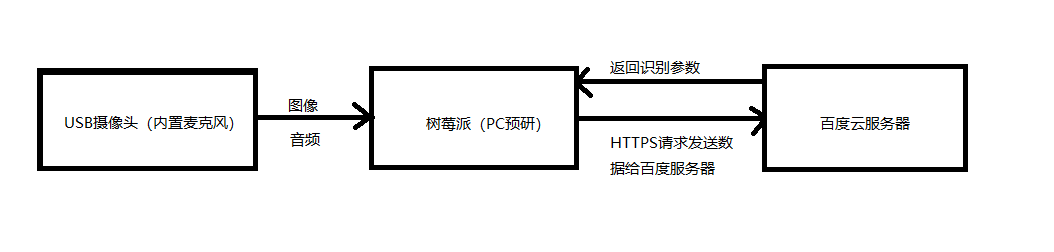 USB摄像头（内置麦克风）
图像
音频
树莓派（PC预研）
返回识别参数
HTTPS请求发送数
据给百度服务器
百度云服务器